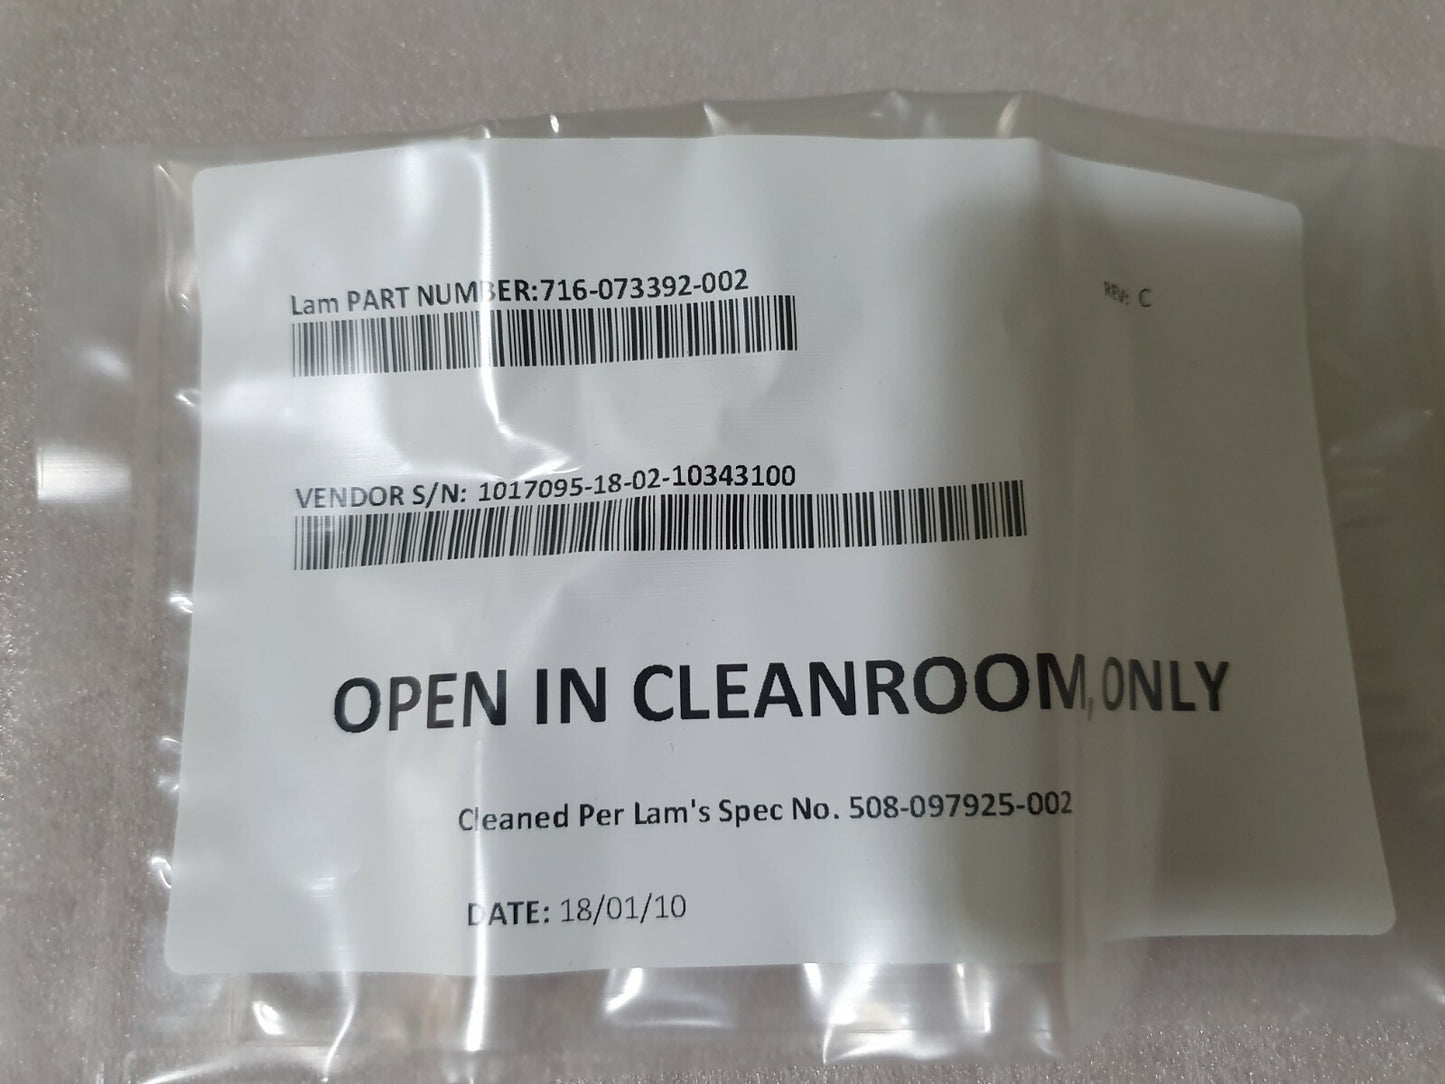 Lam PART NUMBER:716-073392-002
REV: C
VENDOR S/N: 1017095-18-02-10343100
OPEN IN CLEANROOM, ONLY
Cleaned Per Lam's Spec No. 508-097925-002
DATE: 18/01/10